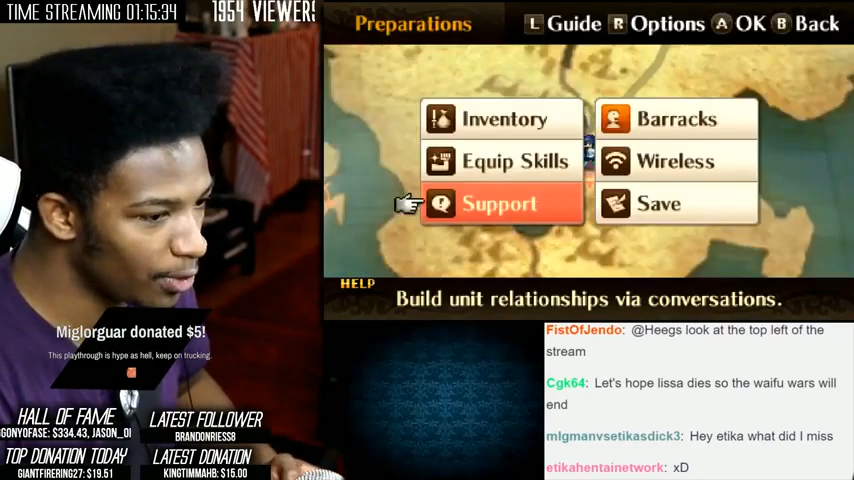 TIME STREAMING 01:15:34
1954 VIEWERS
Preparations
L Guide R Options A OK B Back
Inventory
Barracks
Equip Skills
Wireless
Support
Save
HELP
Build unit relationships via conversations.
Miglorguar donated $5!
This playthrough is hype as hell, keep on trucking.
HALL OF FAME
GONYOFASE: $334.43, JASON_01
LATEST FOLLOWER
BRANDONRIESS8
TOP DONATION TODAY
GIANTFIRERING27: $19.51
LATEST DONATION
KINGTIMMAHB: $15.00
FistOfJendo: @Heegs look at the top left of the
stream
Cgk64: Let's hope lissa dies so the waifu wars will
end
mlgmanvsetikasdick3: Hey etika what did I miss
etikahentainetwork: xD